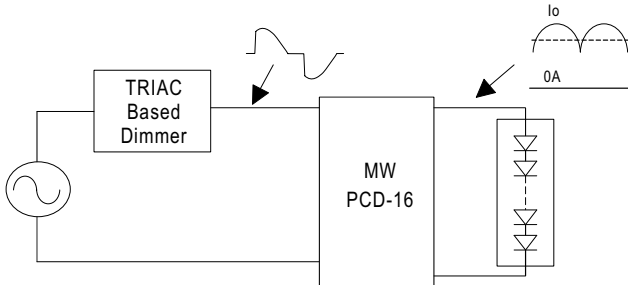 TRIAC
Based
Dimmer
Io
0A
MW
PCD-16